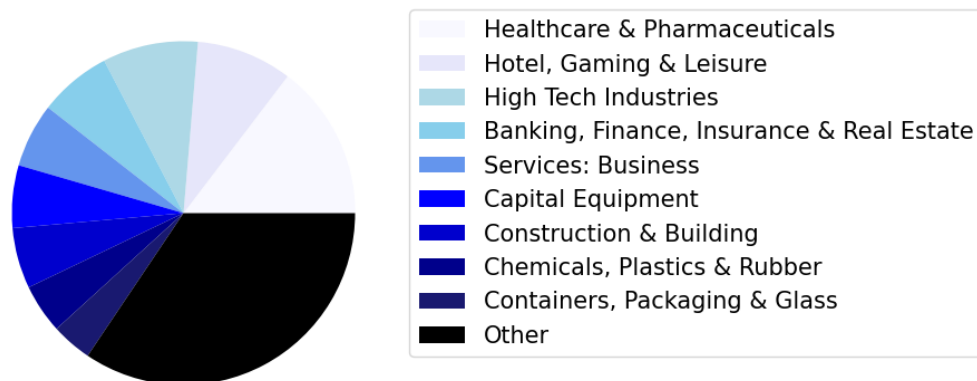 Healthcare & Pharmaceuticals
Hotel, Gaming & Leisure
High Tech Industries
Banking, Finance, Insurance & Real Estate
Services: Business
Capital Equipment
Construction & Building
Chemicals, Plastics & Rubber
Containers, Packaging & Glass
Other